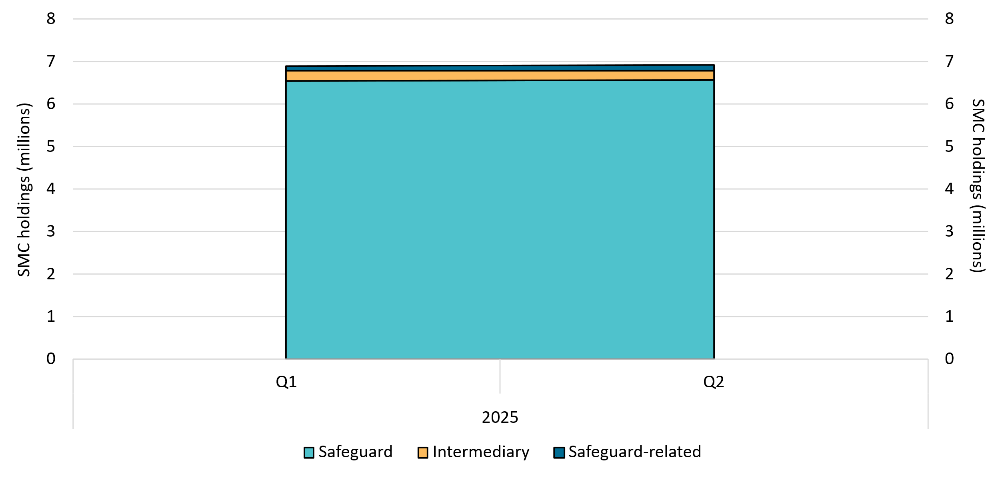 SMC holdings (millions)
8
7
6
5
4
3
2
1
0
8
7
6
5
4
3
2
1
0
SMC holdings (millions)
Q1
Q2
2025
Safeguard
Intermediary
Safeguard-related